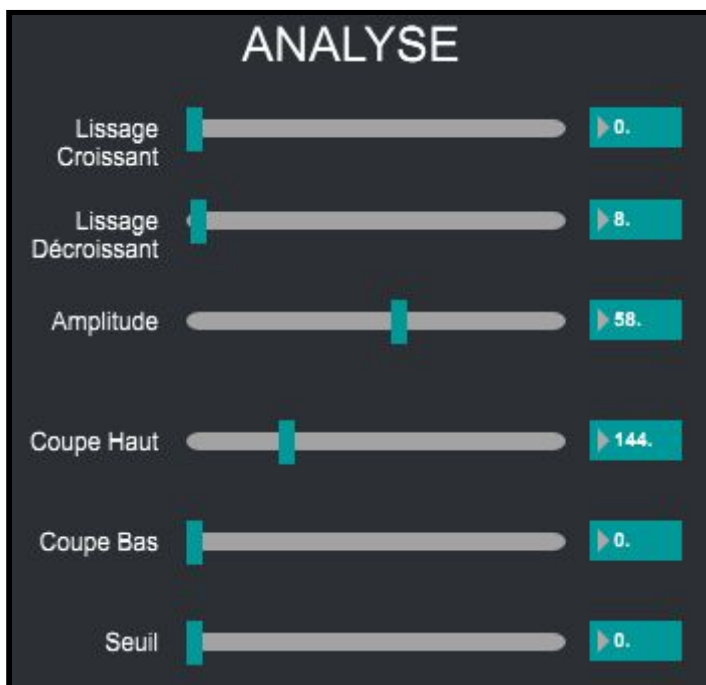 ANALYSE
Lissage
Croissant
0.
Lissage
Décroissant
8.
Amplitude
58.
Coupe Haut
144.
Coupe Bas
0.
Seuil
0.